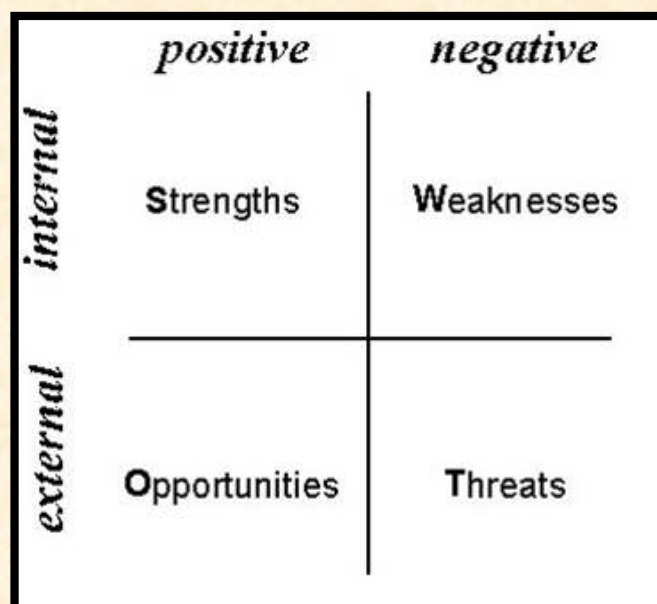 positive negative
internal
Strengths Weaknesses
external
Opportunities Threats